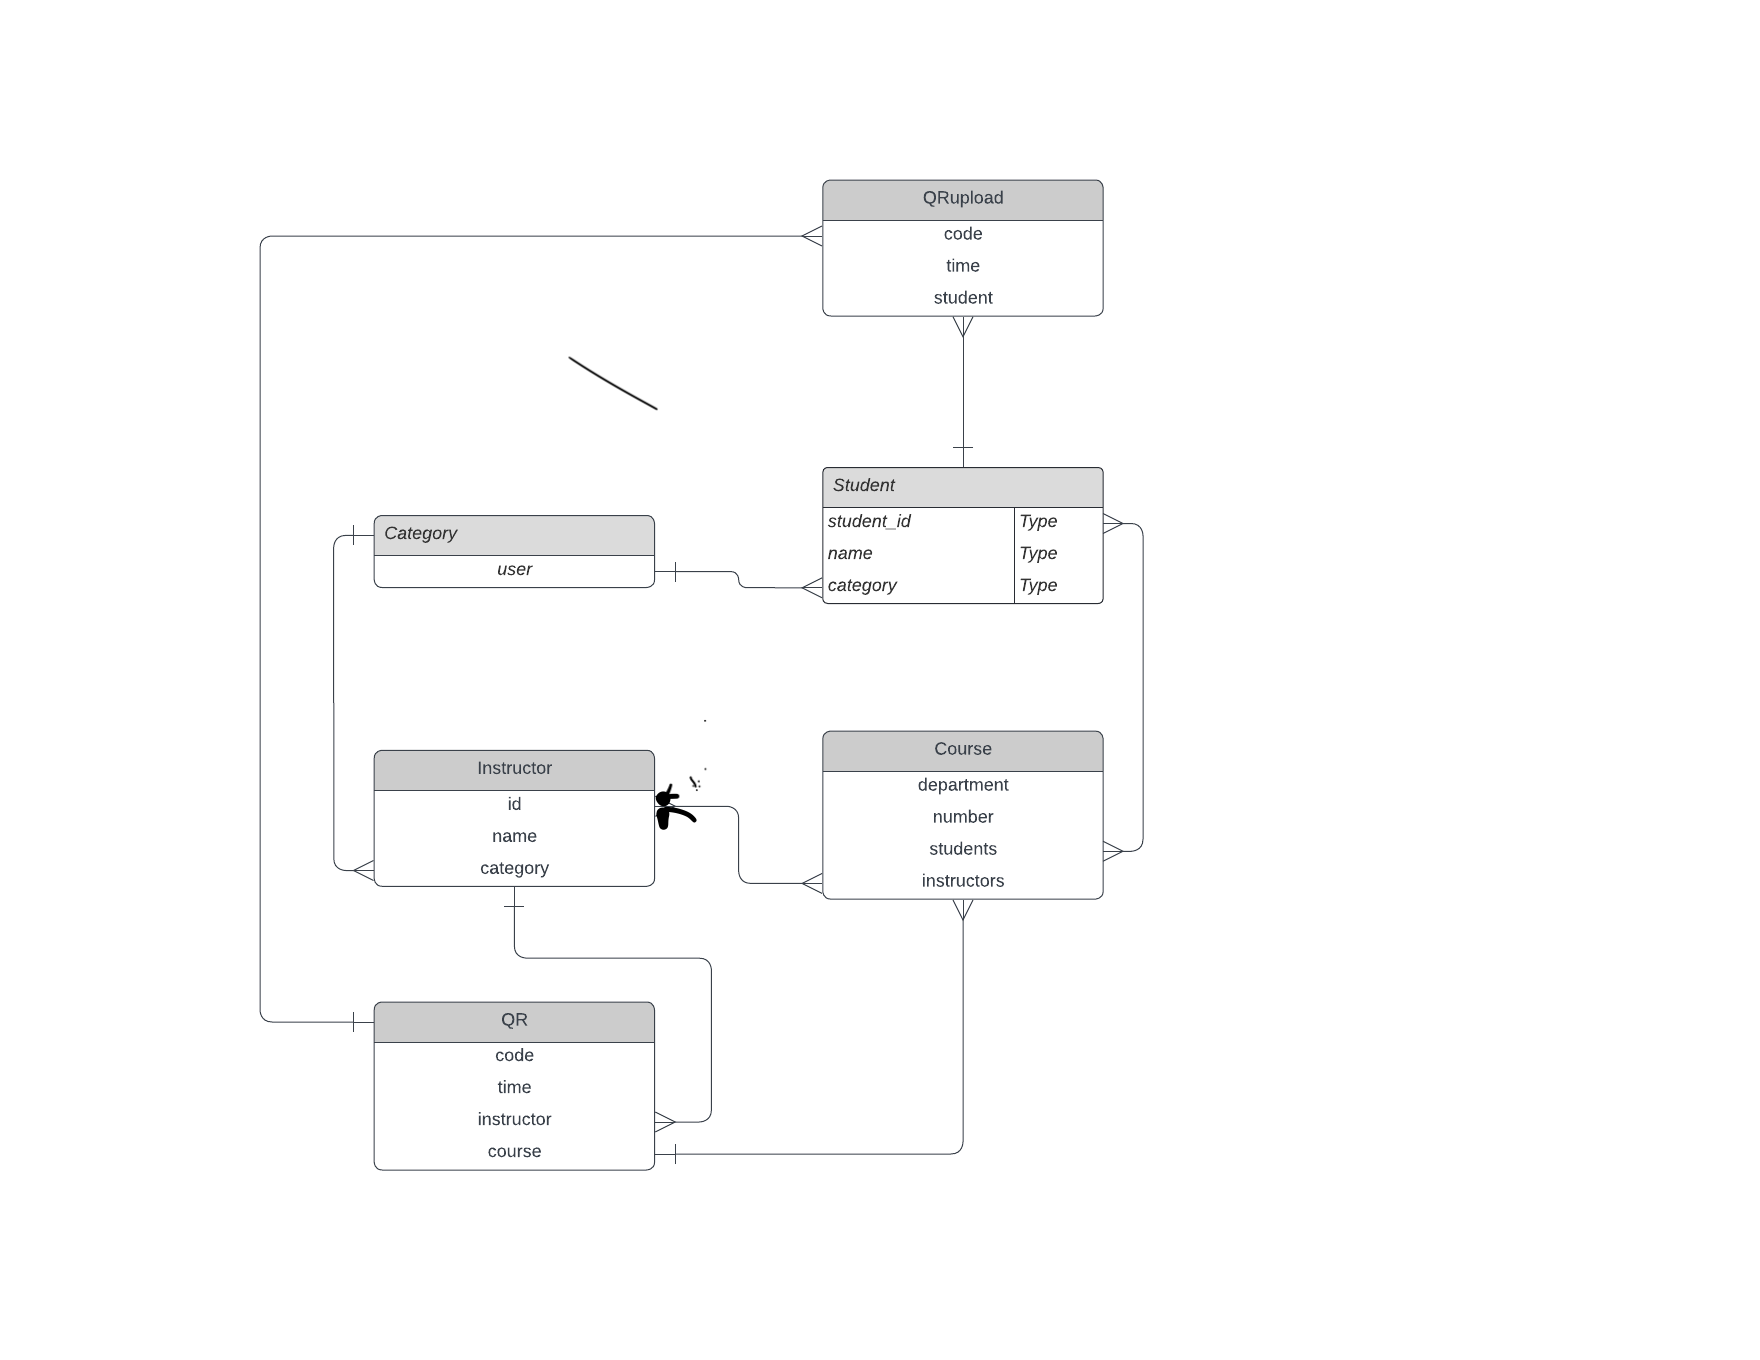 QRupload
code
time
student
Student
student_id Type
name Type
category Type
Category
user
Instructor
id
name
category
Course
department
number
students
instructors
QR
code
time
instructor
course